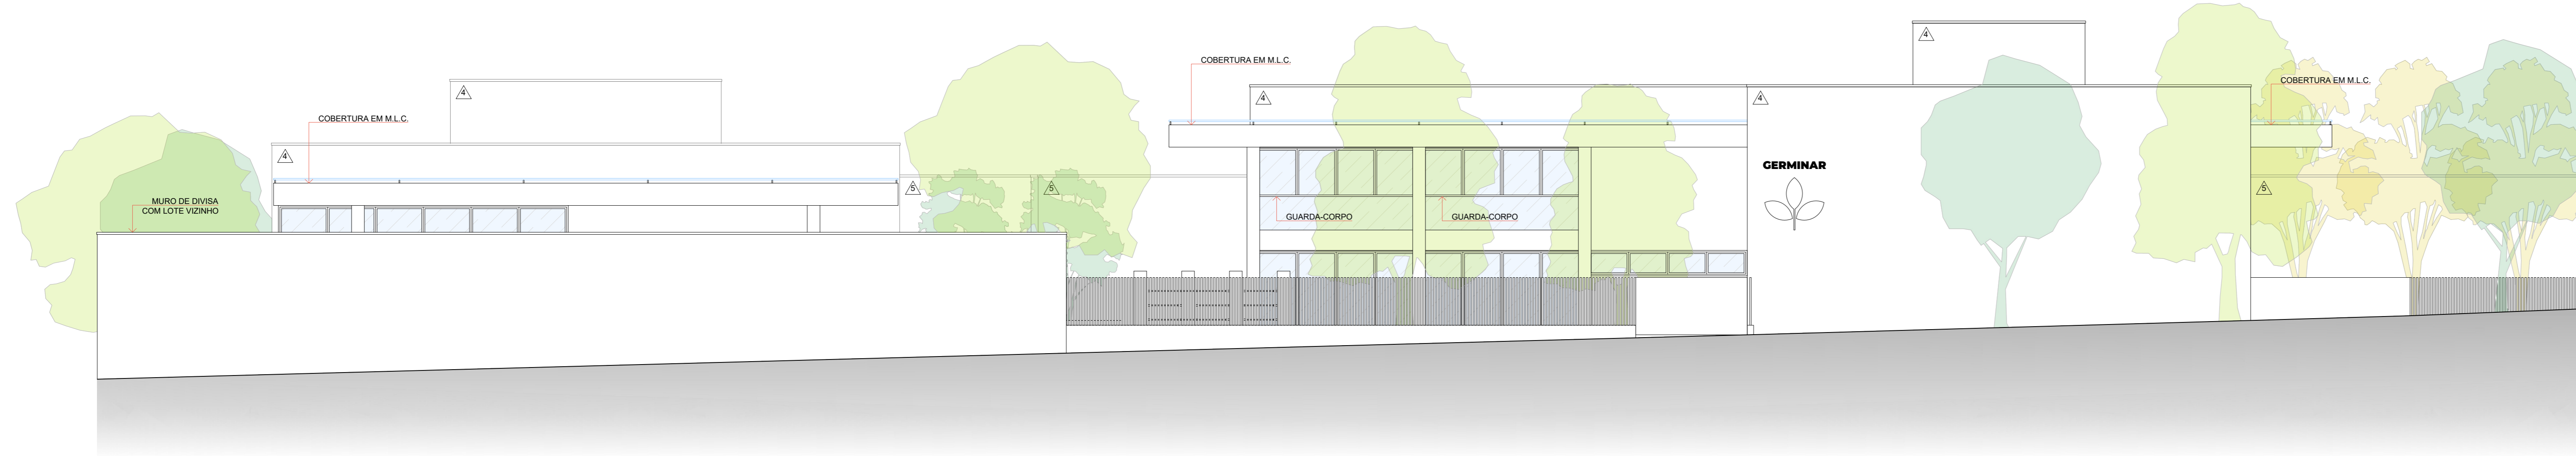 MURO DE DIVISA
COM LOTE VIZINHO
COBERTURA EM M.L.C.
4
4
5
5
COBERTURA EM M.L.C.
4
GUARDA-CORPO
GUARDA-CORPO
4
GERMINAR
4
COBERTURA EM M.L.C.
5